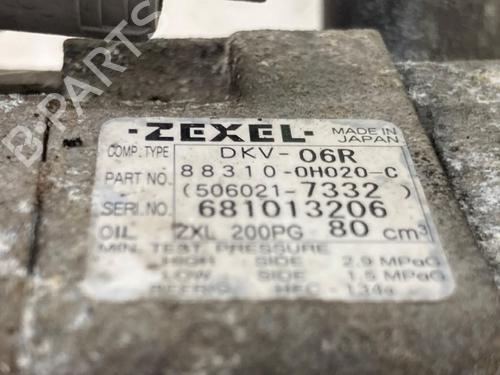 ·ZEXEL·
MADE IN
JAPAN
COMP. TYPE DKV-06R
PART NO. 88310-0H020-C
(506021-7332)
SERI.NO. 681013206
OIL ZXL 200PG 80 cm³
MIN. TEST PRESSURE
HIGH SIDE 2.9 MPaG
LOW SIDE 1.5 MPaG
HFC-134a